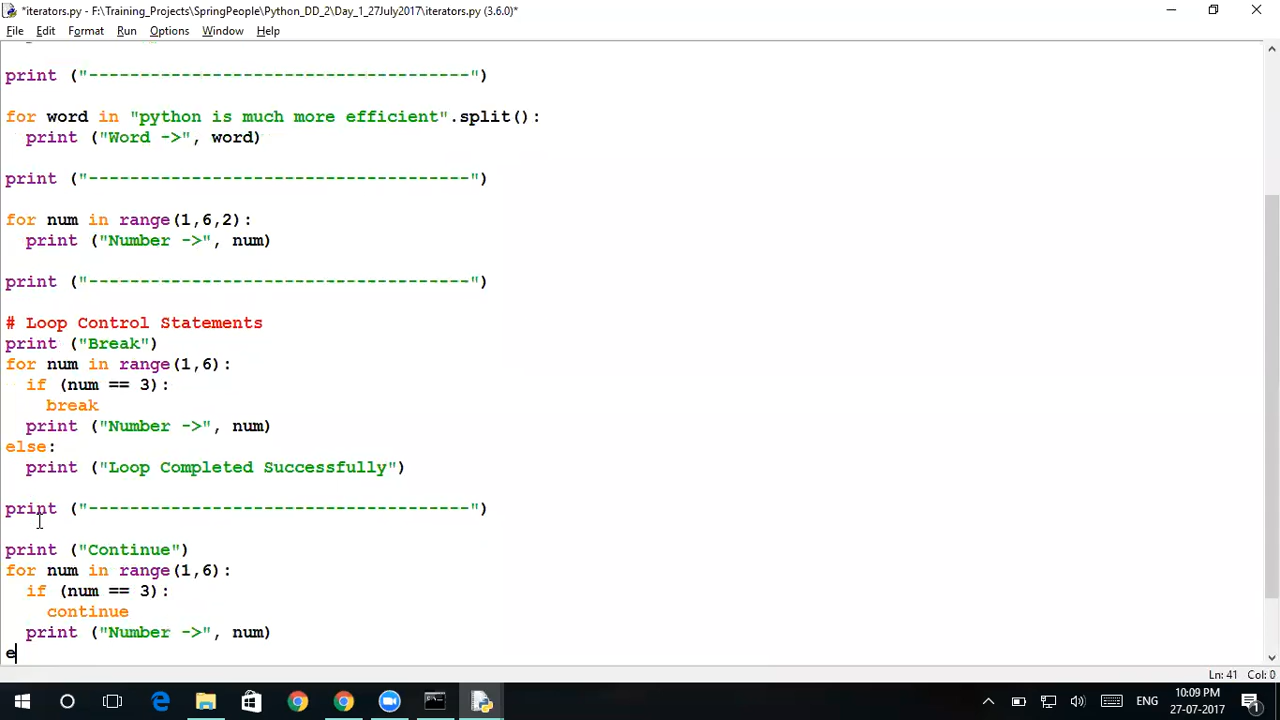 *iterators.py - F:\Training_Projects\SpringPeople\Python_DD_2\Day_1_27July2017\iterators.py (3.6.0)*
File Edit Format Run Options Window Help
print ("-------------------------------------")
for word in "python is much more efficient".split():
  print ("Word ->", word)
print ("-------------------------------------")
for num in range(1,6,2):
  print ("Number ->", num)
print ("-------------------------------------")
# Loop Control Statements
print ("Break")
for num in range(1,6):
  if (num == 3):
    break
  print ("Number ->", num)
else:
  print ("Loop Completed Successfully")
print ("-------------------------------------")
print ("Continue")
for num in range(1,6):
  if (num == 3):
    continue
  print ("Number ->", num)
e
Ln: 41 Col: 0
ENG
10:09 PM
27-07-2017
1